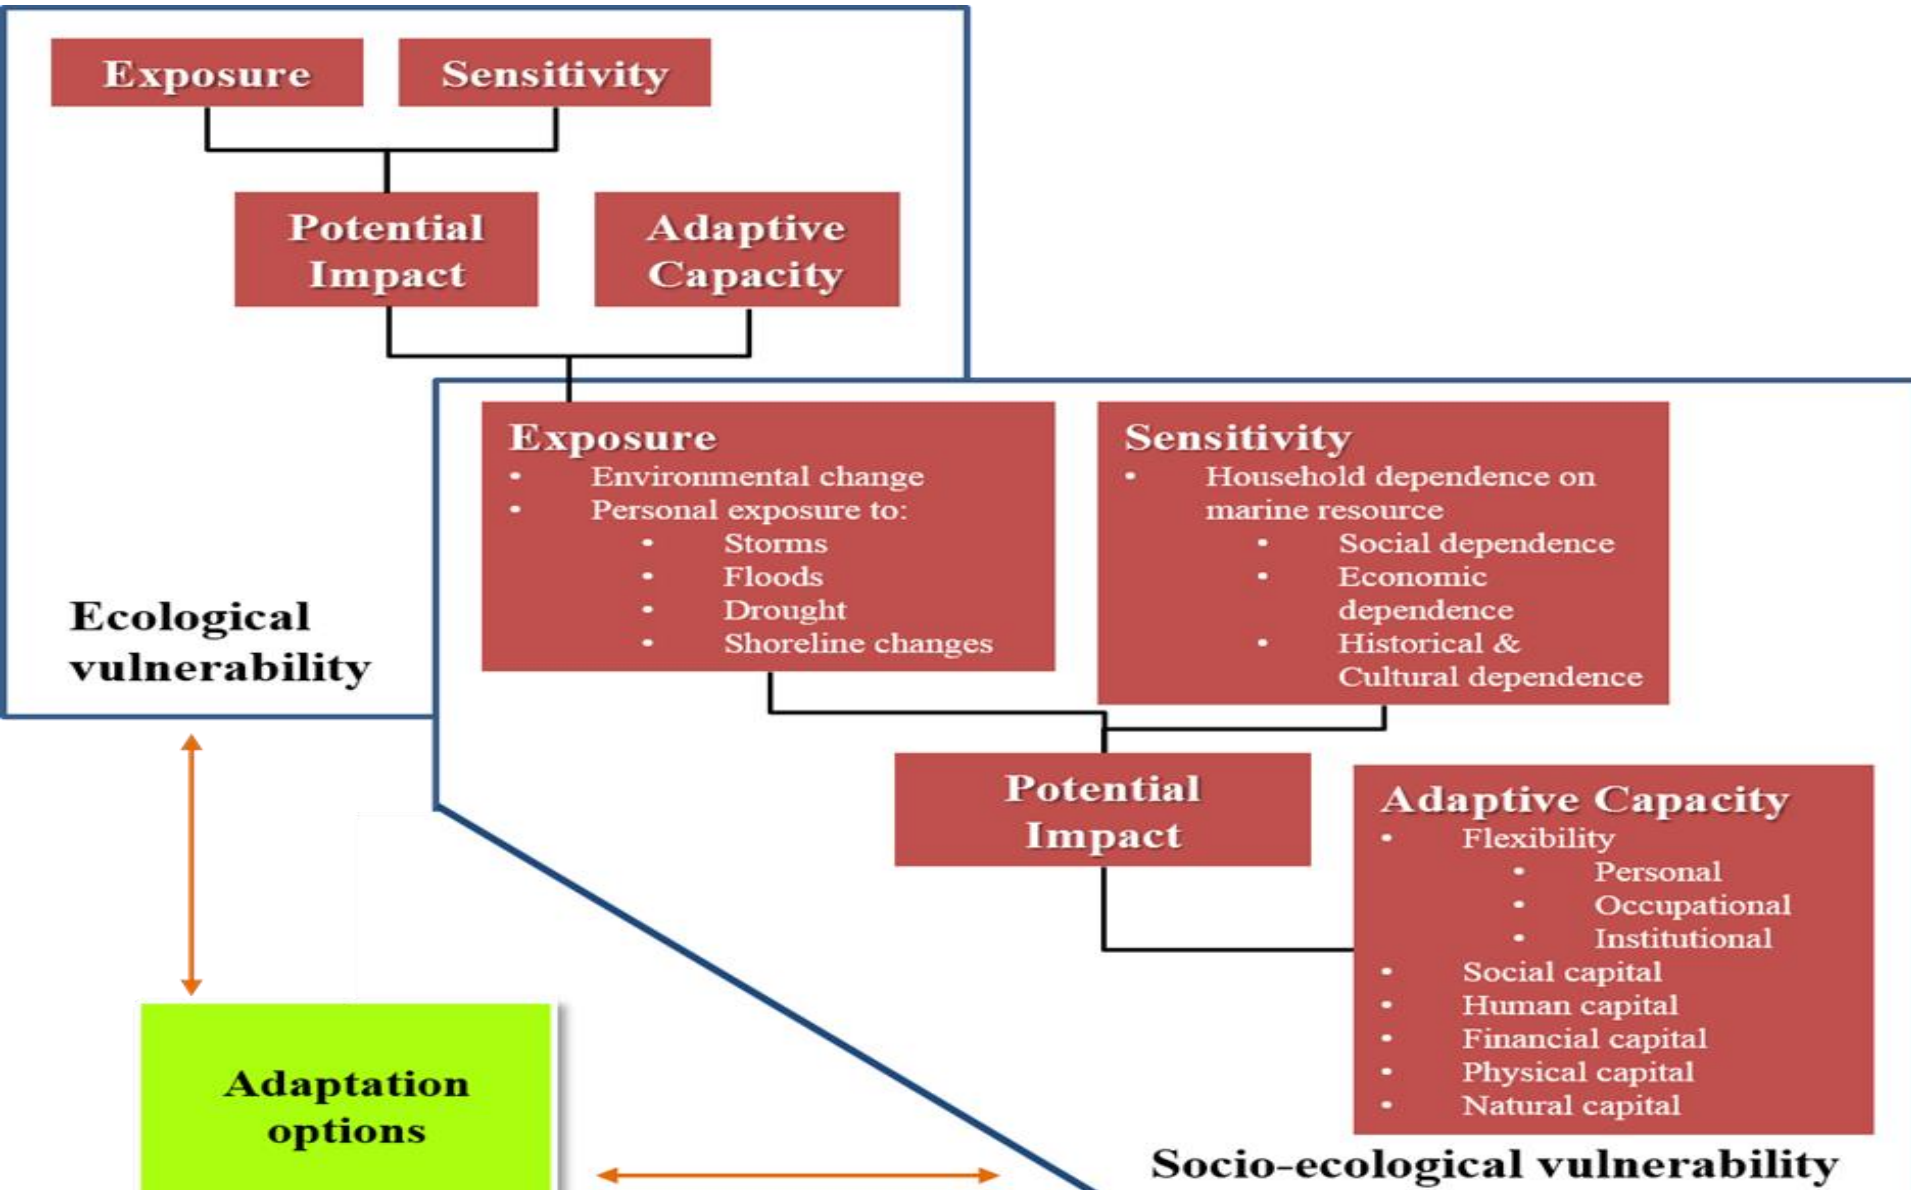 Exposure
Sensitivity
Potential
Impact
Adaptive
Capacity
Ecological
vulnerability
Exposure
• Environmental change
• Personal exposure to:
• Storms
• Floods
• Drought
• Shoreline changes
Sensitivity
• Household dependence on
marine resource
• Social dependence
• Economic
dependence
• Historical &
Cultural dependence
Potential
Impact
Adaptive Capacity
• Flexibility
• Personal
• Occupational
• Institutional
• Social capital
• Human capital
• Financial capital
• Physical capital
• Natural capital
Adaptation
options
Socio-ecological vulnerability